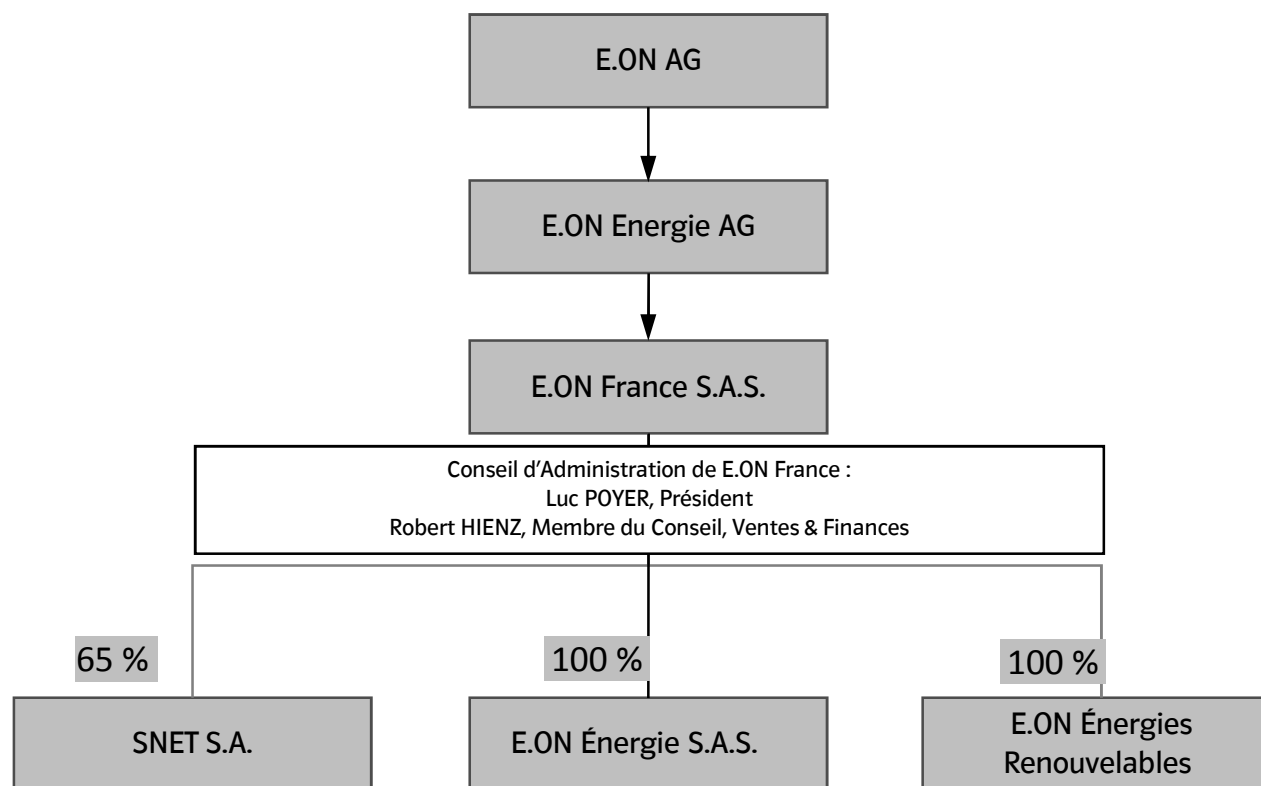 E.ON AG
E.ON Energie AG
E.ON France S.A.S.
Conseil d’Administration de E.ON France :
Luc POYER, Président
Robert HIENZ, Membre du Conseil, Ventes & Finances
65 %
100 %
100 %
SNET S.A.
E.ON Énergie S.A.S.
E.ON Énergies
Renouvelables